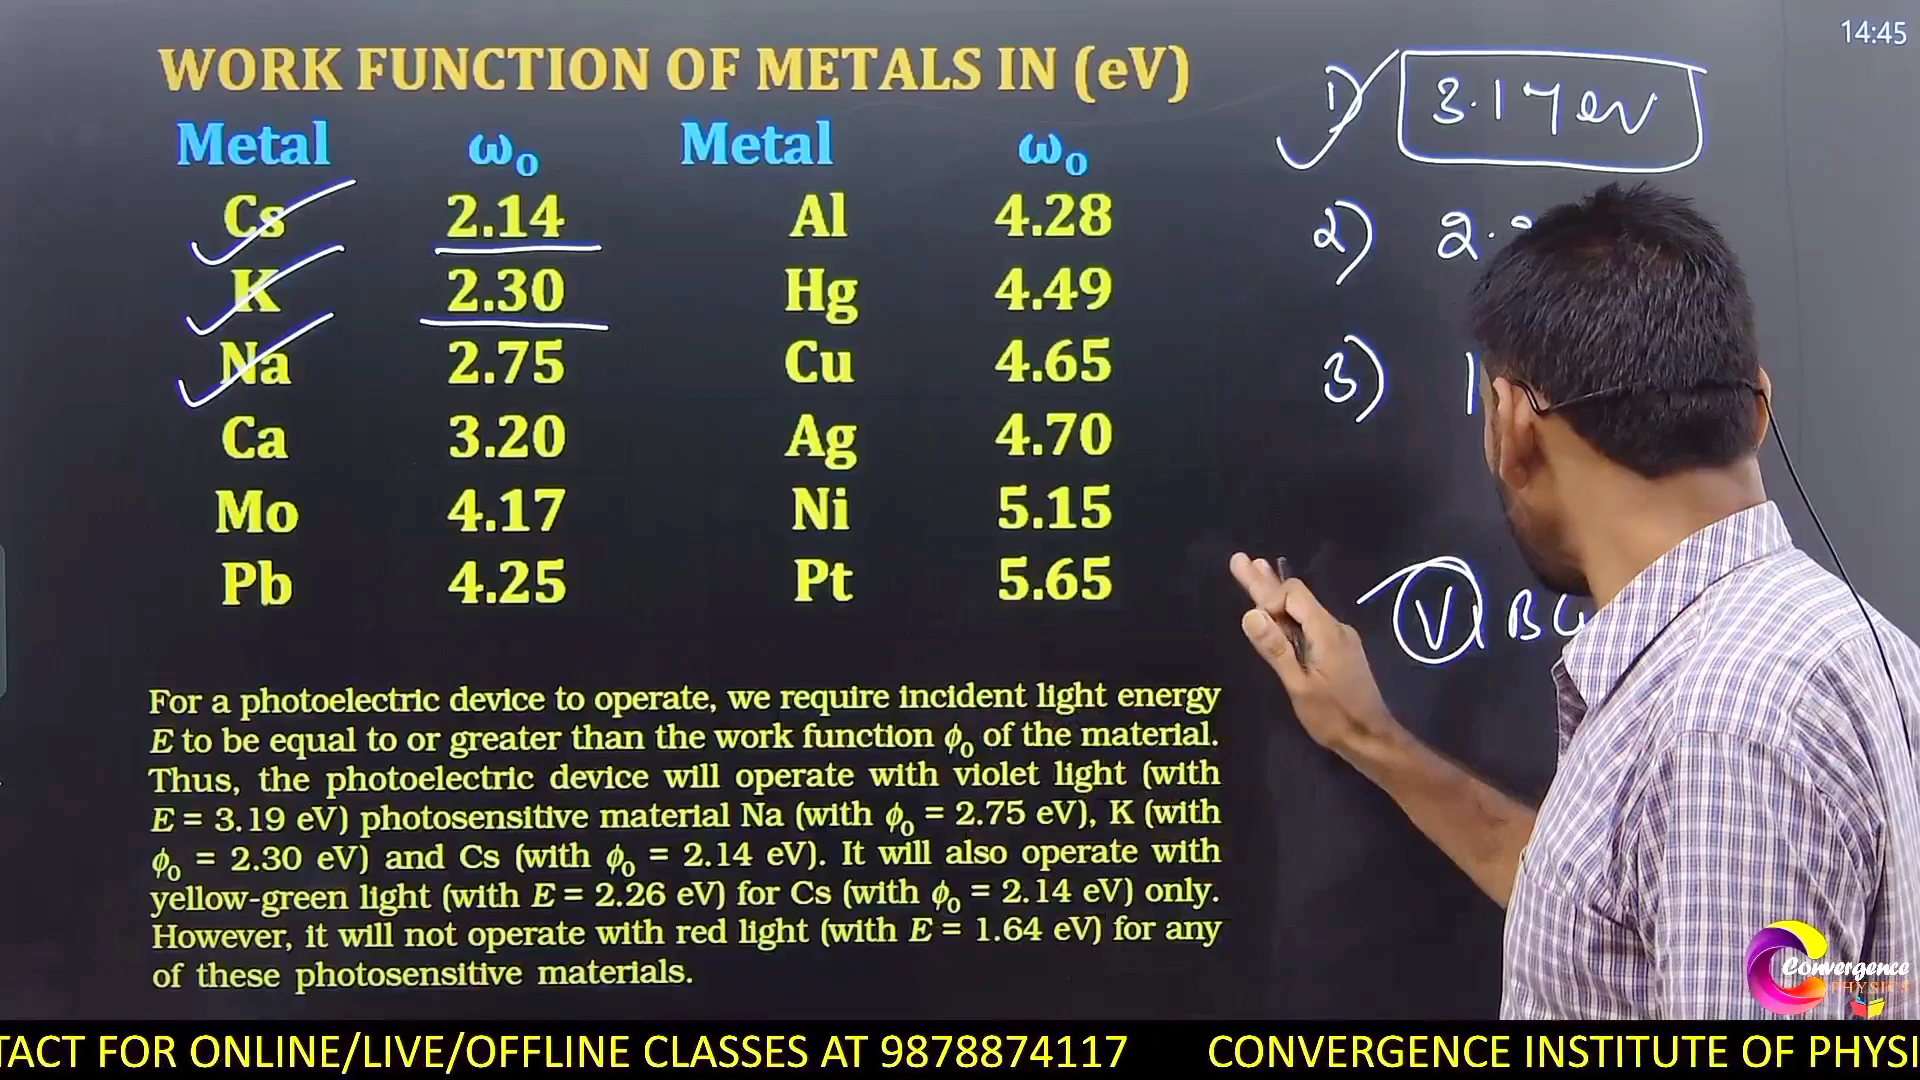 14:45
WORK FUNCTION OF METALS IN (eV)
Metal ω₀ Metal ω₀
Cs 2.14 Al 4.28
K 2.30 Hg 4.49
Na 2.75 Cu 4.65
Ca 3.20 Ag 4.70
Mo 4.17 Ni 5.15
Pb 4.25 Pt 5.65
For a photoelectric device to operate, we require incident light energy
E to be equal to or greater than the work function ϕ₀ of the material.
Thus, the photoelectric device will operate with violet light (with
E = 3.19 eV) photosensitive material Na (with ϕ₀ = 2.75 eV), K (with
ϕ₀ = 2.30 eV) and Cs (with ϕ₀ = 2.14 eV). It will also operate with
yellow-green light (with E = 2.26 eV) for Cs (with ϕ₀ = 2.14 eV) only.
However, it will not operate with red light (with E = 1.64 eV) for any
of these photosensitive materials.
1)
2) 2.
3) 1
V I B G
Convergence
PHYSICS
TACT FOR ONLINE/LIVE/OFFLINE CLASSES AT 9878874117 CONVERGENCE INSTITUTE OF PHYSI